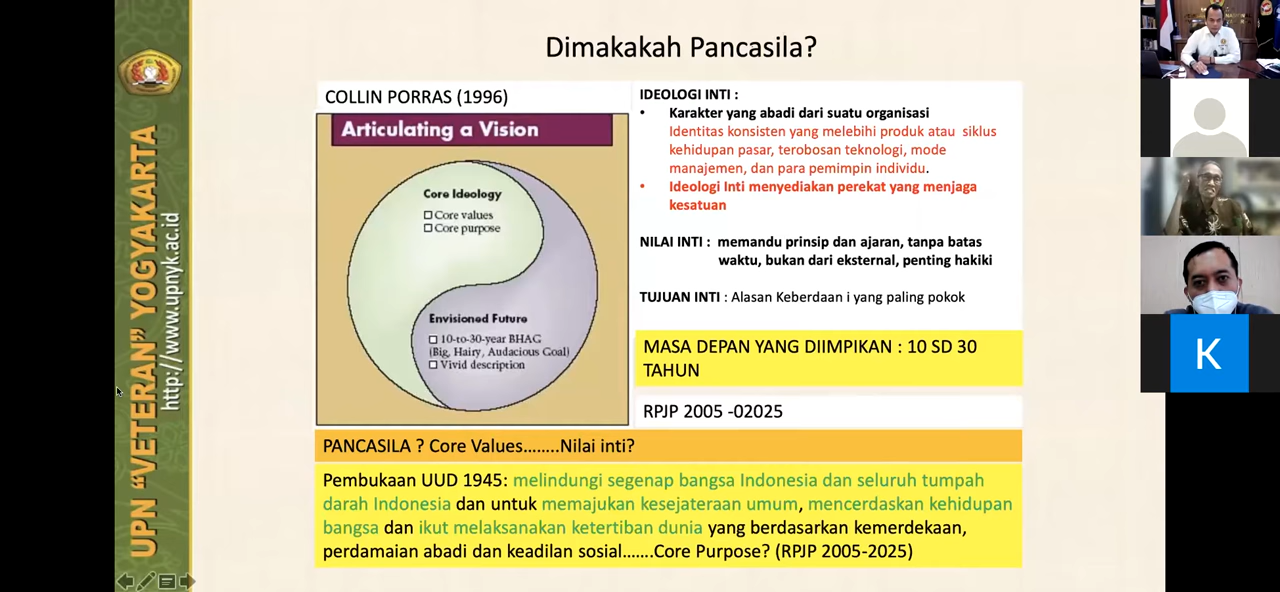 Dimakakah Pancasila?
COLLIN PORRAS (1996)
Articulating a Vision
Core Ideology
Core values
Core purpose
Envisioned Future
10-to-30-year BHAG
(Big, Hairy, Audacious Goal)
Vivid description
IDEOLOGI INTI :
• Karakter yang abadi dari suatu organisasi
Identitas konsisten yang melebihi produk atau siklus
kehidupan pasar, terobosan teknologi, mode
manajemen, dan para pemimpin individu.
• Ideologi Inti menyediakan perekat yang menjaga
kesatuan
NILAI INTI : memandu prinsip dan ajaran, tanpa batas
waktu, bukan dari eksternal, penting hakiki
TUJUAN INTI : Alasan Keberdaan i yang paling pokok
MASA DEPAN YANG DIIMPIKAN : 10 SD 30
TAHUN
RPJP 2005 -02025
PANCASILA ? Core Values........Nilai inti?
Pembukaan UUD 1945: melindungi segenap bangsa Indonesia dan seluruh tumpah
darah Indonesia dan untuk memajukan kesejateraan umum, mencerdaskan kehidupan
bangsa dan ikut melaksanakan ketertiban dunia yang berdasarkan kemerdekaan,
perdamaian abadi dan keadilan sosial.......Core Purpose? (RPJP 2005-2025)
UPN "VETERAN" YOGYAKARTA
http://www.upnyk.ac.id
K